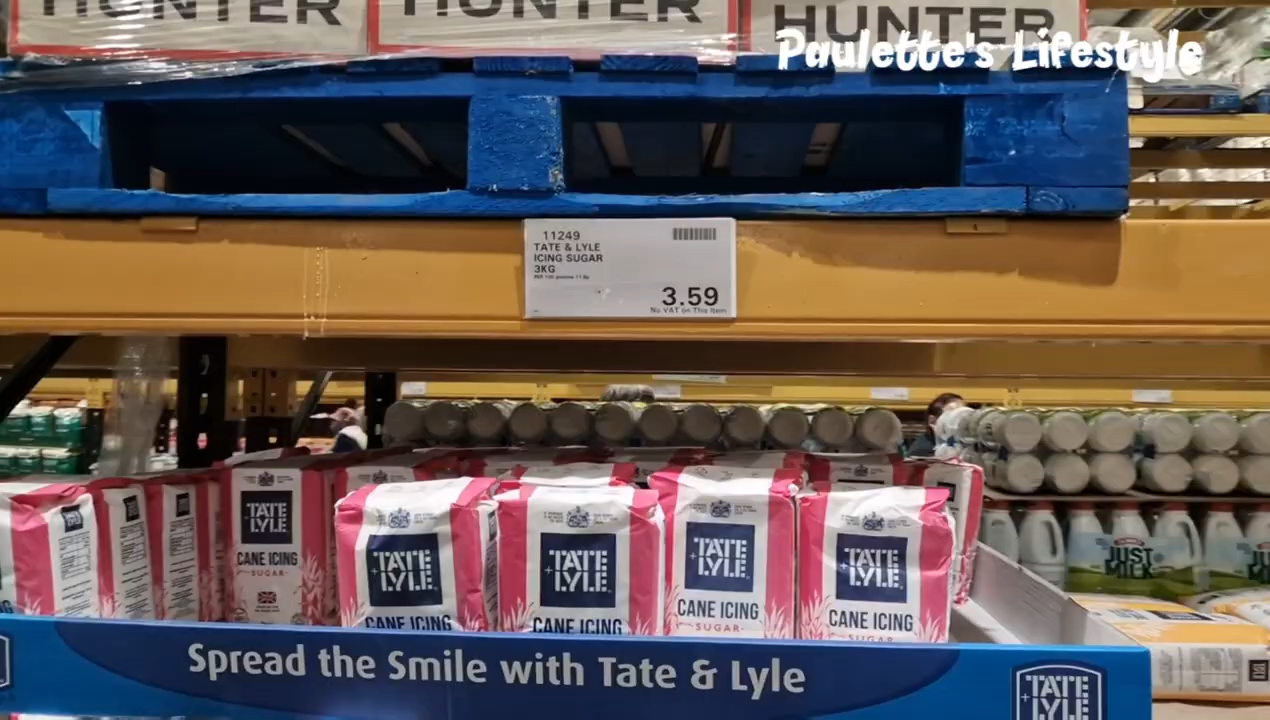 HUNTER
HUNTER
HUNTER
Paulette's Lifestyle
11249
TATE & LYLE
ICING SUGAR
3KG
3.59
No VAT on This Item
TATE
LYLE
CANE ICING
SUGAR
TATE
LYLE
CANE ICING
TATE
LYLE
CANE ICING
TATE
LYLE
CANE ICING
SUGAR
TATE
LYLE
CANE ICING
SUGAR
JUST
MILK
JU
Spread the Smile with Tate & Lyle
TATE
LYLE